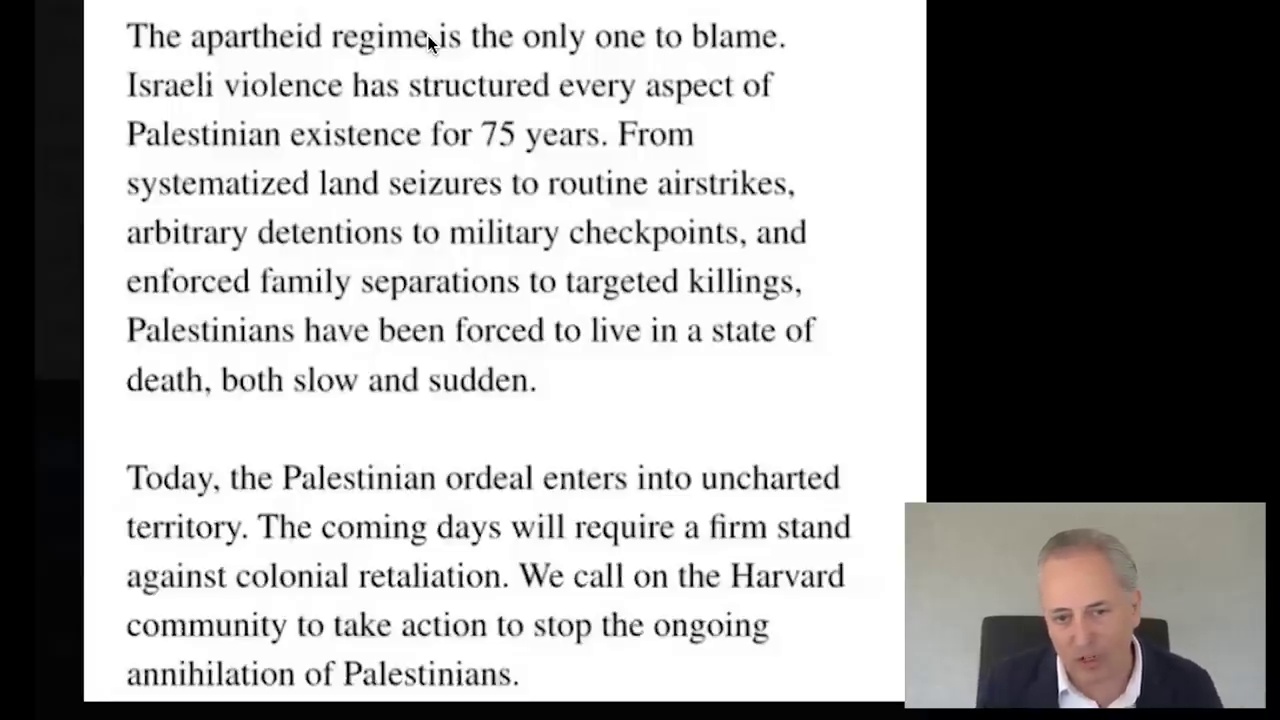 The apartheid regime is the only one to blame.
Israeli violence has structured every aspect of
Palestinian existence for 75 years. From
systematized land seizures to routine airstrikes,
arbitrary detentions to military checkpoints, and
enforced family separations to targeted killings,
Palestinians have been forced to live in a state of
death, both slow and sudden.
Today, the Palestinian ordeal enters into uncharted
territory. The coming days will require a firm stand
against colonial retaliation. We call on the Harvard
community to take action to stop the ongoing
annihilation of Palestinians.